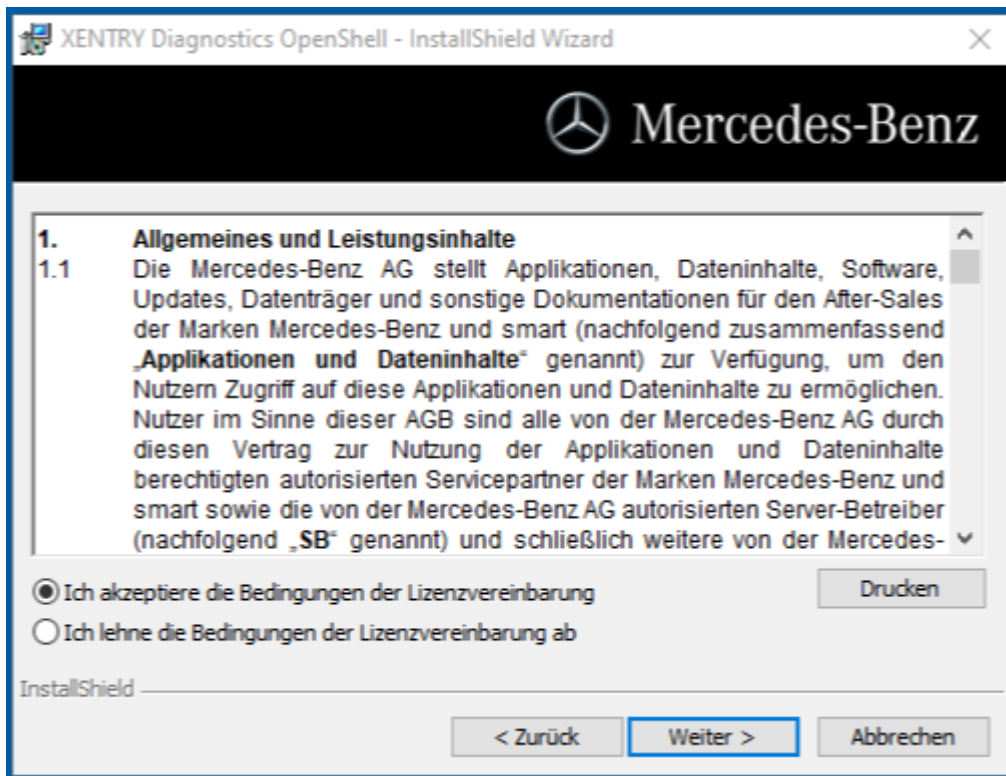 XENTRY Diagnostics OpenShell - InstallShield Wizard
Mercedes-Benz
1. Allgemeines und Leistungsinhalte
1.1 Die Mercedes-Benz AG stellt Applikationen, Dateninhalte, Software,
Updates, Datenträger und sonstige Dokumentationen für den After-Sales
der Marken Mercedes-Benz und smart (nachfolgend zusammenfassend
„Applikationen und Dateninhalte“ genannt) zur Verfügung, um den
Nutzern Zugriff auf diese Applikationen und Dateninhalte zu ermöglichen.
Nutzer im Sinne dieser AGB sind alle von der Mercedes-Benz AG durch
diesen Vertrag zur Nutzung der Applikationen und Dateninhalte
berechtigten autorisierten Servicepartner der Marken Mercedes-Benz und
smart sowie die von der Mercedes-Benz AG autorisierten Server-Betreiber
(nachfolgend „SB“ genannt) und schließlich weitere von der Mercedes-
Ich akzeptiere die Bedingungen der Lizenzvereinbarung
Drucken
Ich lehne die Bedingungen der Lizenzvereinbarung ab
InstallShield
< Zurück
Weiter >
Abbrechen